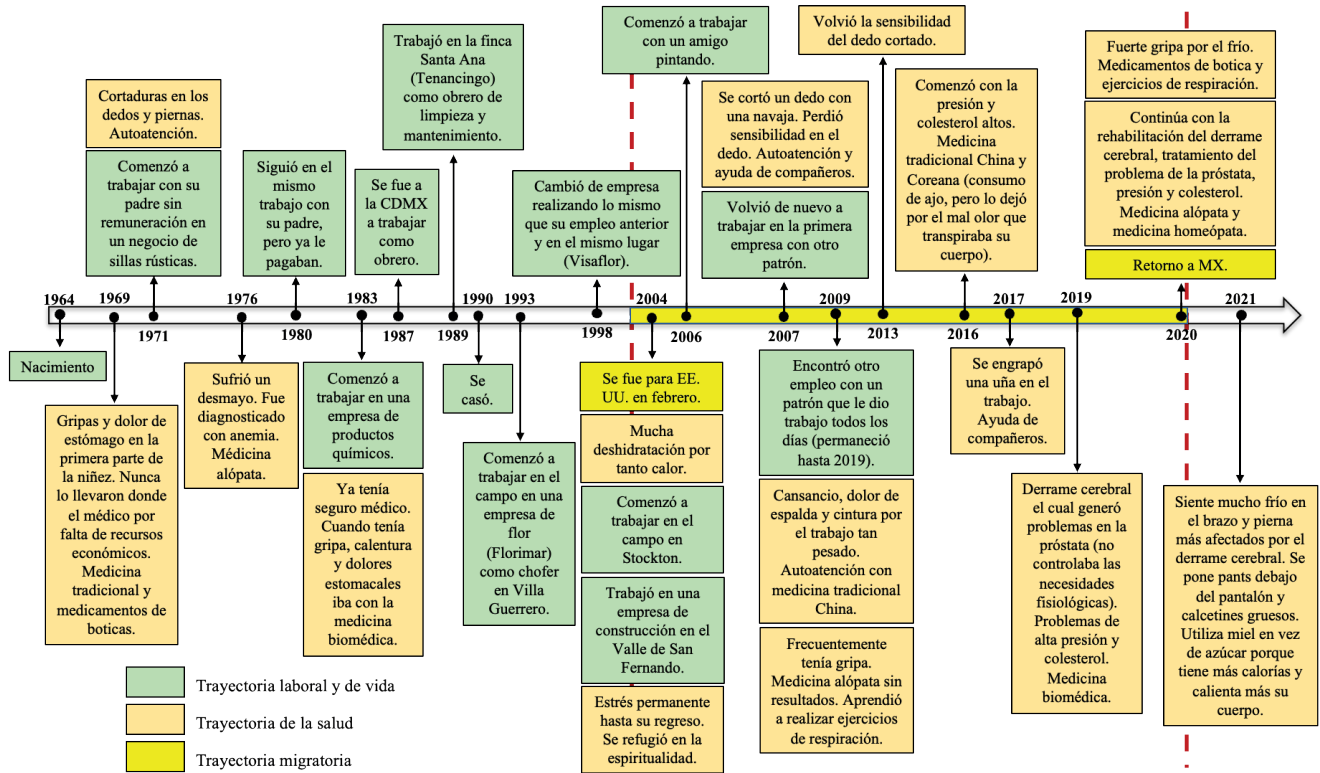 Cortaduras en los
dedos y piernas.
Autoatención.
Comenzó a
trabajar con su
padre sin
remuneración en
un negocio de
sillas rústicas.
Siguió en el
mismo
trabajo con
su padre,
pero ya le
pagaban.
Se fue a
la CDMX
a trabajar
como
obrero.
Trabajó en la finca
Santa Ana
(Tenancingo)
como obrero de
limpieza y
mantenimiento.
Cambió de empresa
realizando lo mismo
que su empleo anterior
y en el mismo lugar
(Visaflor).
Comenzó a trabajar
con un amigo
pintando.
Se cortó un dedo con
una navaja. Perdió
sensibilidad en el
dedo. Autoatención y
ayuda de compañeros.
Volvió de nuevo a
trabajar en la primera
empresa con otro
patrón.
Volvió la sensibilidad
del dedo cortado.
Comenzó con la
presión y
colesterol altos.
Medicina
tradicional China y
Coreana (consumo
de ajo, pero lo dejó
por el mal olor que
transpiraba su
cuerpo).
Fuerte gripa por el frío.
Medicamentos de botica y
ejercicios de respiración.
Continúa con la
rehabilitación del derrame
cerebral, tratamiento del
problema de la próstata,
presión y colesterol.
Medicina alópata y
medicina homeópata.
Retorno a MX.
1964
1969
1971
1976
1980
1983
1987
1989
1990
1993
1998
2004
2006
2007
2009
2013
2016
2017
2019
2020
2021
Nacimiento
Gripas y dolor de
estómago en la
primera parte de
la niñez. Nunca
lo llevaron donde
el médico por
falta de recursos
económicos.
Medicina
tradicional y
medicamentos de
boticas.
Sufrió un
desmayo. Fue
diagnosticado
con anemia.
Médicina
alópata.
Comenzó a
trabajar en una
empresa de
productos
químicos.
Ya tenía
seguro médico.
Cuando tenía
gripa, calentura
y dolores
estomacales
iba con la
medicina
biomédica.
Se
casó.
Comenzó a
trabajar en el
campo en una
empresa de
flor
(Florimar)
como chofer
en Villa
Guerrero.
Se fue para EE.
UU. en febrero.
Mucha
deshidratación por
tanto calor.
Comenzó a
trabajar en el
campo en
Stockton.
Trabajó en una
empresa de
construcción en el
Valle de San
Fernando.
Estrés permanente
hasta su regreso.
Se refugió en la
espiritualidad.
Encontró otro
empleo con un
patrón que le dio
trabajo todos los
días (permaneció
hasta 2019).
Cansancio, dolor de
espalda y cintura por
el trabajo tan
pesado.
Autoatención con
medicina tradicional
China.
Frecuentemente
tenía gripa.
Medicina alópata sin
resultados. Aprendió
a realizar ejercicios
de respiración.
Se engrapó
una uña en el
trabajo.
Ayuda de
compañeros.
Derrame cerebral
el cual generó
problemas en la
próstata (no
controlaba las
necesidades
fisiológicas).
Problemas de
alta presión y
colesterol.
Medicina
biomédica.
Siente mucho frío en
el brazo y pierna
más afectados por el
derrame cerebral. Se
pone pants debajo
del pantalón y
calcetines gruesos.
Utiliza miel en vez
de azúcar porque
tiene más calorías y
calienta más su
cuerpo.
Trayectoria laboral y de vida
Trayectoria de la salud
Trayectoria migratoria